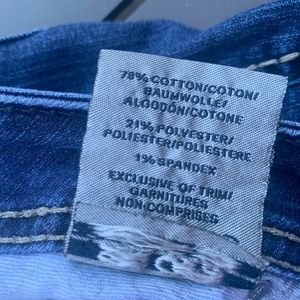 78% COTTON/COTON/
BAUMWOLLE/
ALGODÓN/COTONE
21% POLYESTER/
POLIESTER/POLIESTERE
1% SPANDEX
EXCLUSIVE OF TRIM/
GARNITURES
NON-COMPRISES